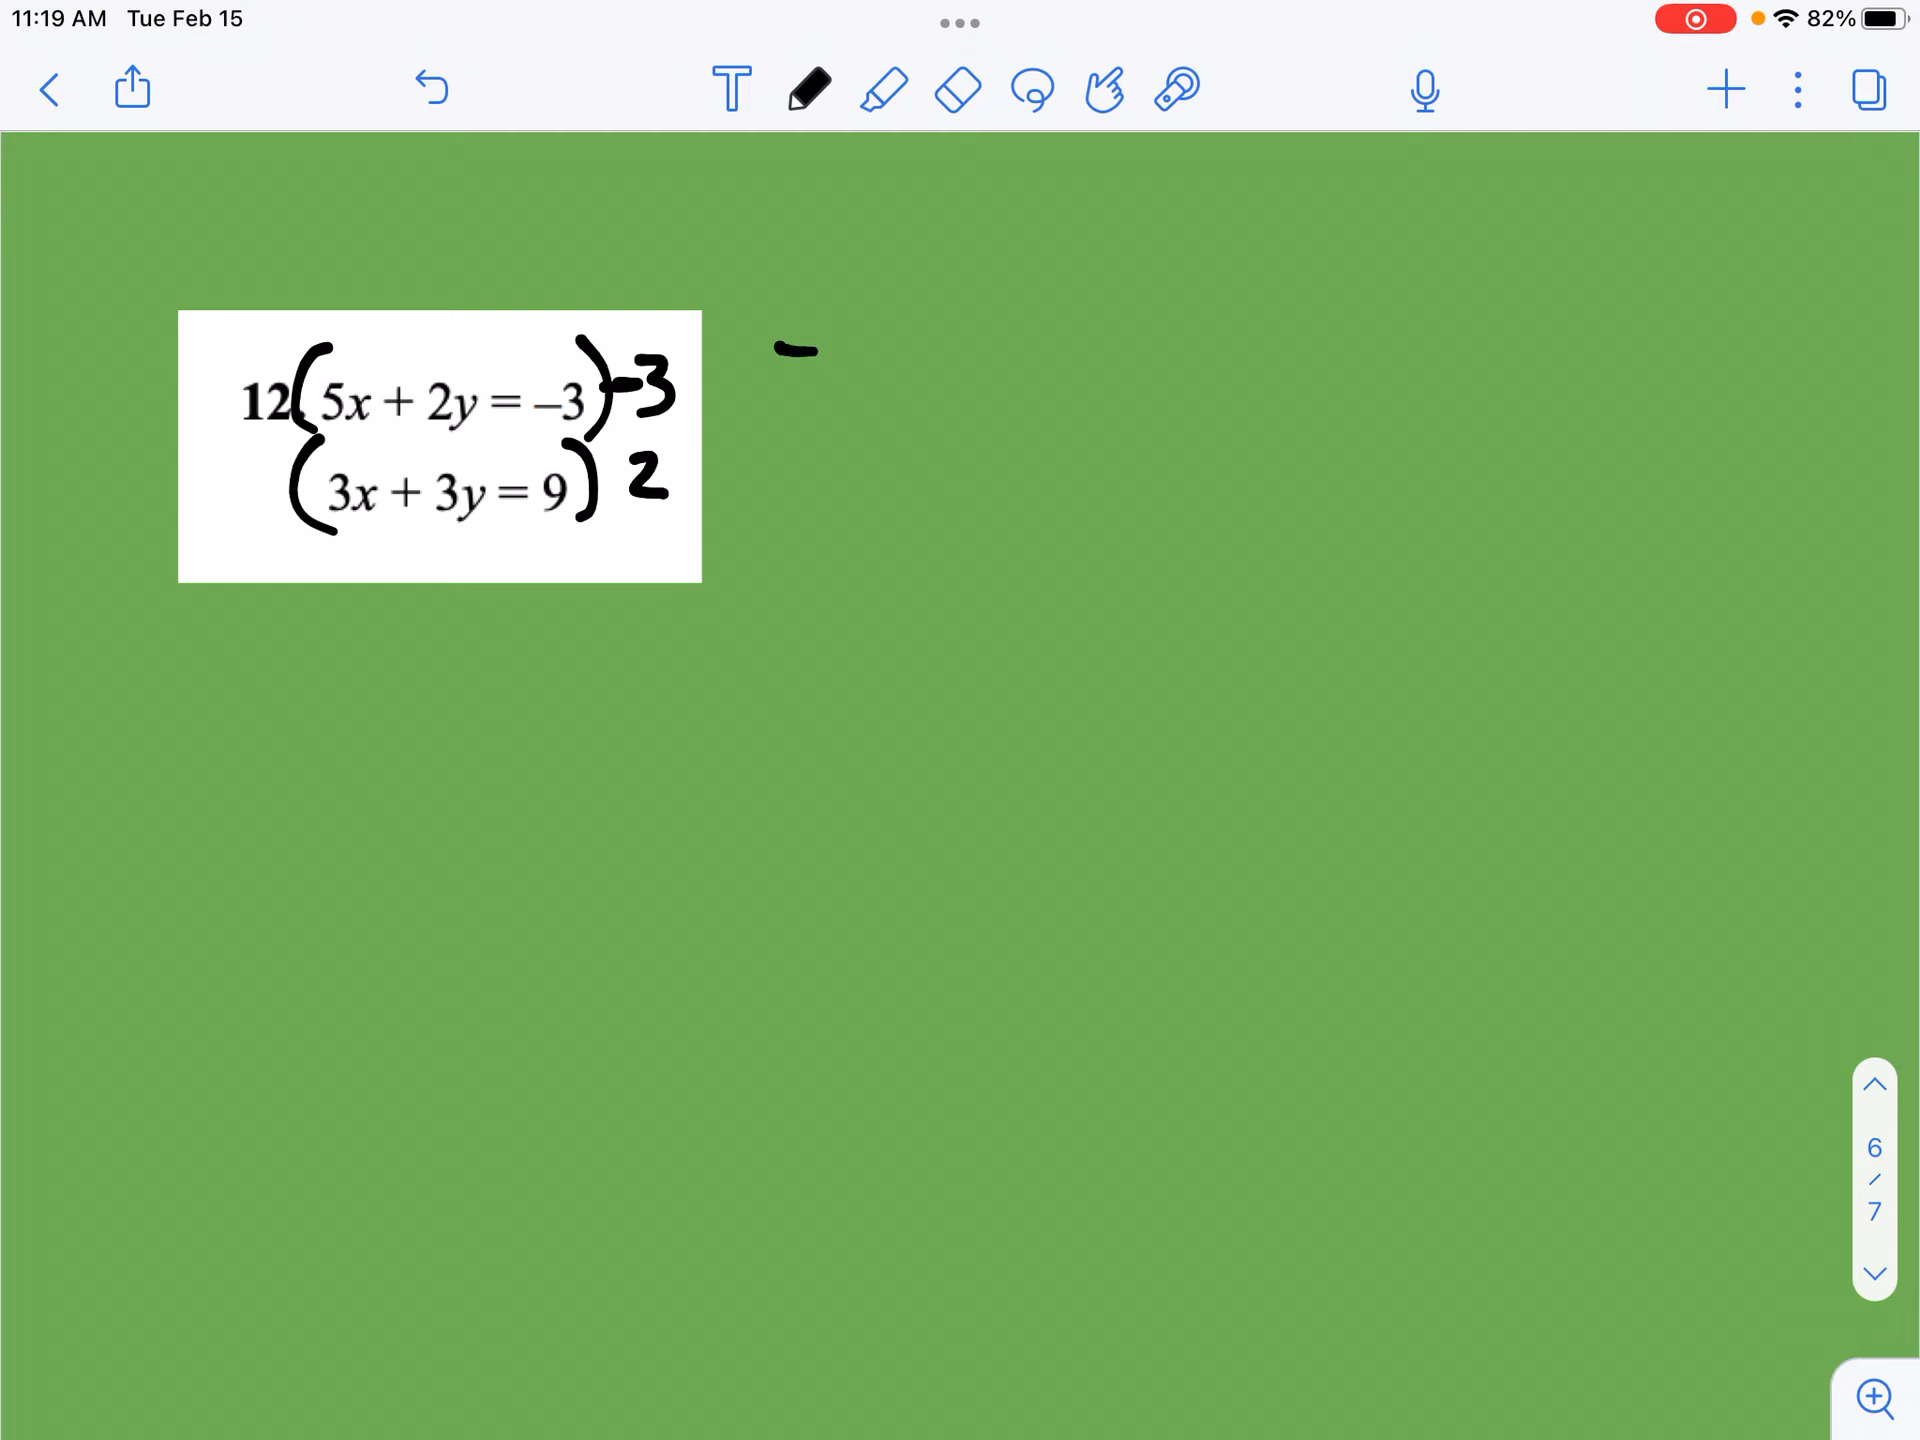 11:19 AM Tue Feb 15 82%
12. (5x + 2y = –3) -3
(3x + 3y = 9) 2
-
6
/
7